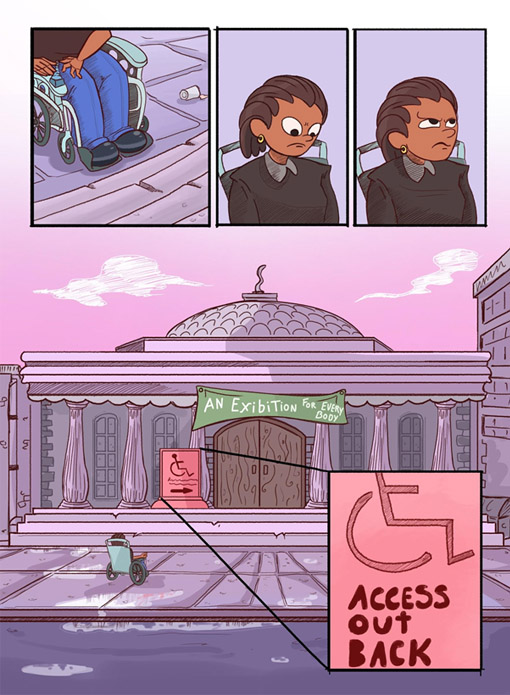 AN ExibiTioN FoR EVERY
BODY
ACCESS
OUt
BACK